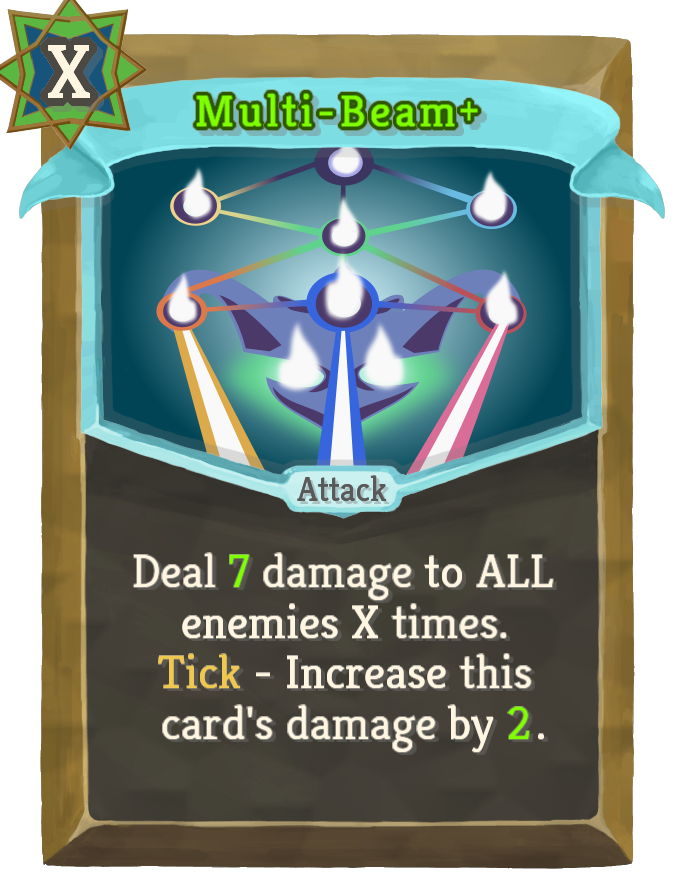 X
Multi-Beam+
Attack
Deal 7 damage to ALL
enemies X times.
Tick - Increase this
card's damage by 2.